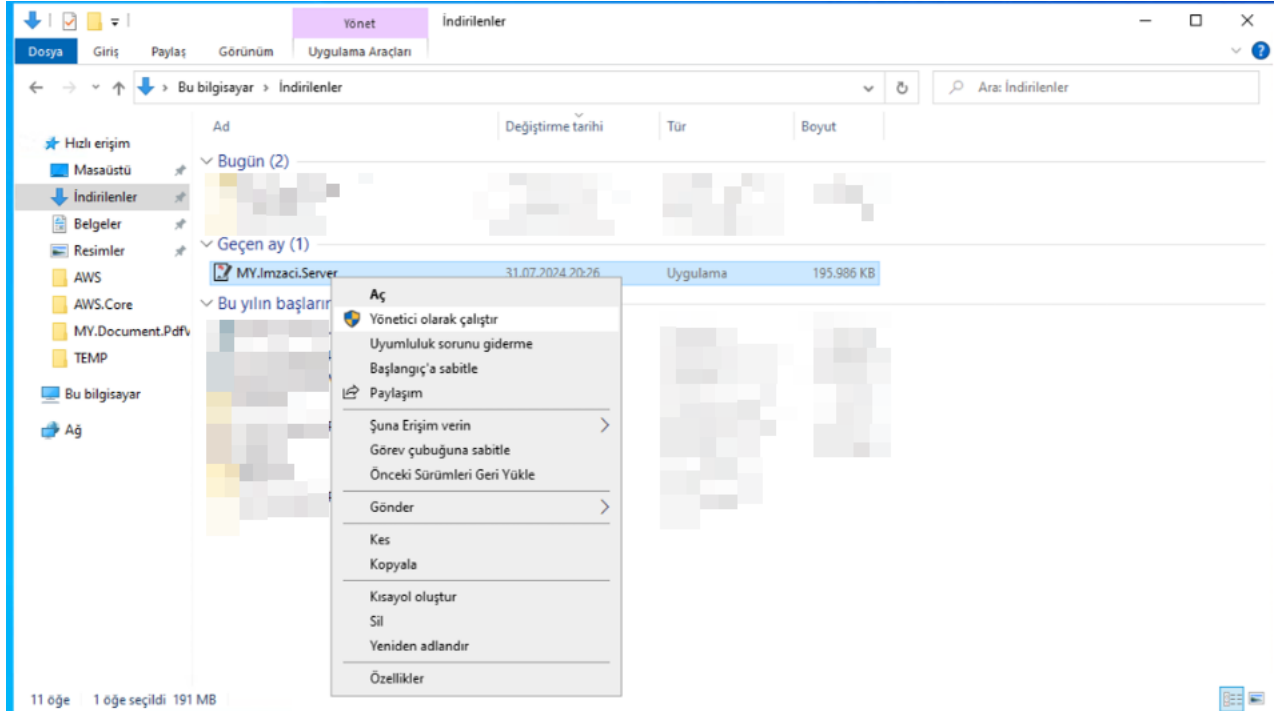 Yönet
İndirilenler
Dosya Giriş Paylaş Görünüm Uygulama Araçları
Bu bilgisayar > İndirilenler
Ara: İndirilenler
Ad Değiştirme tarihi Tür Boyut
Hızlı erişim
Masaüstü
İndirilenler
Belgeler
Resimler
AWS
AWS.Core
MY.Document.PdfV
TEMP
Bu bilgisayar
Ağ
Bugün (2)
Geçen ay (1)
MY.Imzaci.Server 31.07.2024 20:26 Uygulama 195.986 KB
Bu yılın başların
Aç
Yönetici olarak çalıştır
Uyumluluk sorunu giderme
Başlangıç'a sabitle
Paylaşım
Şuna Erişim verin
Görev çubuğuna sabitle
Önceki Sürümleri Geri Yükle
Gönder
Kes
Kopyala
Kısayol oluştur
Sil
Yeniden adlandır
Özellikler
11 öğe 1 öğe seçildi 191 MB